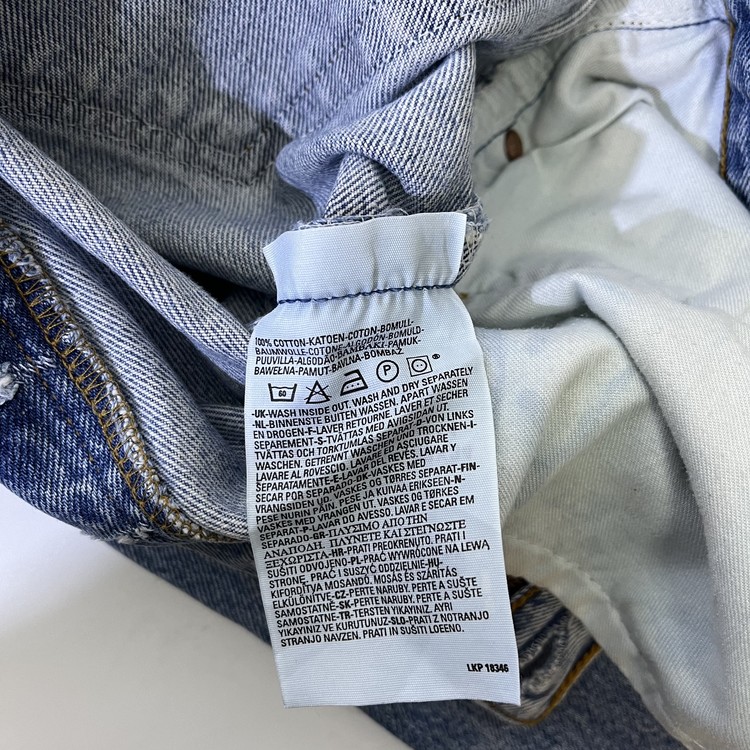 100% COTTON-KATOEN-COTON-BOMULL-
BAUMWOLLE-COTONE-ALGODÓN-BOMULD-
PUUVILLA-ALGODÃO-ΒΑΜΒΑΚΙ-PAMUK-
BAWEŁNA-PAMUT-BAVLNA-BOMBAŽ
60 P
-UK-WASH INSIDE OUT, WASH AND DRY SEPARATELY
-NL-BINNENSTE BUITEN WASSEN, APART WASSEN
EN DROGEN-F-LAVER RETOURNE, LAVER ET SECHER
SEPAREMENT-S-TVÄTTAS MED AVIGSIDAN UT.
TVÄTTAS OCH TORKTUMLAS SEPARAT-D-VON LINKS
WASCHEN. GETRENNT WASCHEN UND TROCKNEN-I-
LAVARE AL ROVESCIO, LAVARE ED ASCIUGARE
SEPARATAMENTE-E-LAVAR DEL REVÉS. LAVAR Y
SECAR POR SEPARADO-DK-VASKES MED
VRANGSIDEN UD. VASKES OG TØRRES SEPARAT-FIN-
PESE NURIN PÄIN, PESE JA KUIVAA ERIKSEEN-N-
VASKES MED VRANGEN UT. VASKES OG TØRKES
SEPARAT-P-LAVAR DO AVESSO. LAVAR E SECAR EM
SEPARADO-GR-ΠΛΥΣΙΜΟ ΑΠΟ ΤΗΝ
ΑΝΑΠΟΔΗ. ΠΛΥΝΕΤΕ ΚΑΙ ΣΤΕΓΝΩΣΤΕ
ΞΕΧΩΡΙΣΤΑ-HR-PRATI PREOKRENUTO. PRATI I
SUŠITI ODVOJENO-PL-PRAĆ WYWRÓCONE NA LEWĄ
STRONĘ, PRAĆ I SUSZYĆ ODDZIELNIE-HU-
KIFORDÍTVA MOSANDÓ. MOSÁS ÉS SZÁRÍTÁS
ELKÜLÖNÍTVE-CZ-PERTE NARUBY. PERTE A SUŠTE
SAMOSTATNĚ-SK-PERTE NARUBY. PERTE A SUŠTE
SAMOSTATNE-TR-TERSTEN YIKAYINIZ. AYRI
YIKAYINIZ VE KURUTUNUZ-SLO-PRATI Z NOTRANJO
STRANJO NAVZEN. PRATI IN SUŠITI LOČENO.
LKP 18346